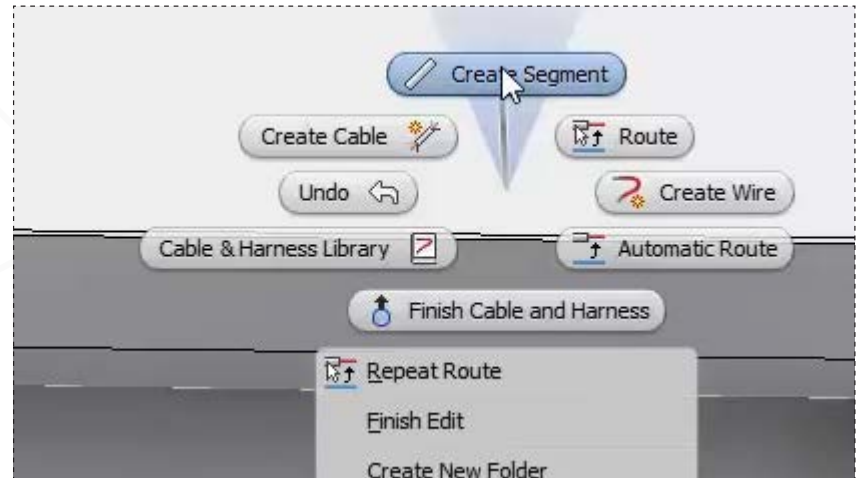 Create Segment
Create Cable
Route
Undo
Create Wire
Cable & Harness Library
Automatic Route
Finish Cable and Harness
Repeat Route
Finish Edit
Create New Folder